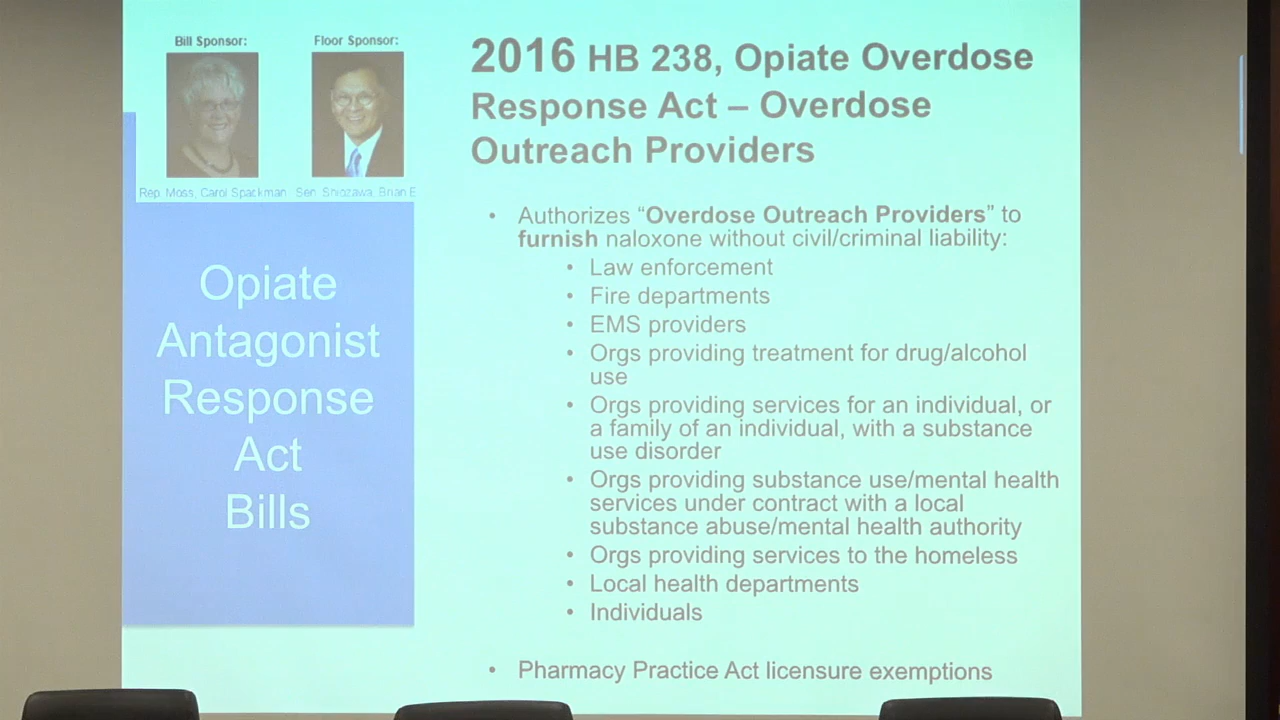 Bill Sponsor:
Floor Sponsor:
Rep. Moss, Carol Spackman
Sen. Shiozawa, Brian E
Opiate
Antagonist
Response
Act
Bills
2016 HB 238, Opiate Overdose
Response Act – Overdose
Outreach Providers
• Authorizes “Overdose Outreach Providers” to
furnish naloxone without civil/criminal liability:
• Law enforcement
• Fire departments
• EMS providers
• Orgs providing treatment for drug/alcohol
use
• Orgs providing services for an individual, or
a family of an individual, with a substance
use disorder
• Orgs providing substance use/mental health
services under contract with a local
substance abuse/mental health authority
• Orgs providing services to the homeless
• Local health departments
• Individuals
• Pharmacy Practice Act licensure exemptions